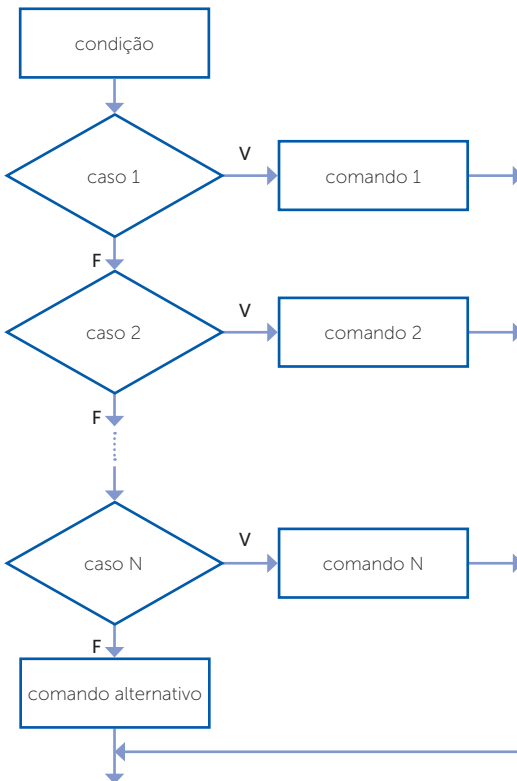 condição
caso 1
V
comando 1
F
caso 2
V
comando 2
F
caso N
V
comando N
F
comando alternativo